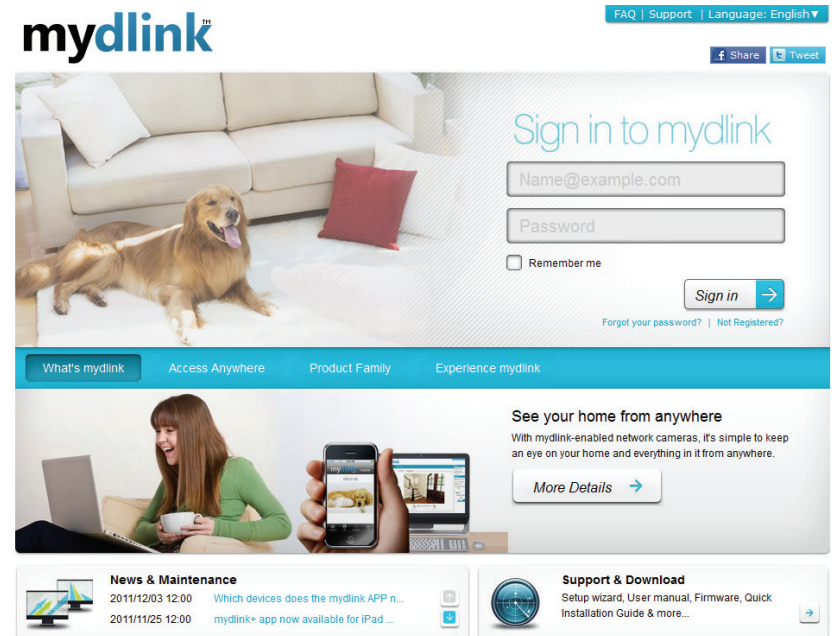 mydlink™
FAQ | Support | Language: English▼
Share
Tweet
Sign in to mydlink
Name@example.com
Password
Remember me
Sign in
Forgot your password? | Not Registered?
What's mydlink
Access Anywhere
Product Family
Experience mydlink
See your home from anywhere
With mydlink-enabled network cameras, it's simple to keep
an eye on your home and everything in it from anywhere.
More Details
mydlink
News & Maintenance
2011/12/03 12:00 Which devices does the mydlink APP n...
2011/11/25 12:00 mydlink+ app now available for iPad ...
Support & Download
Setup wizard, User manual, Firmware, Quick
Installation Guide & more...